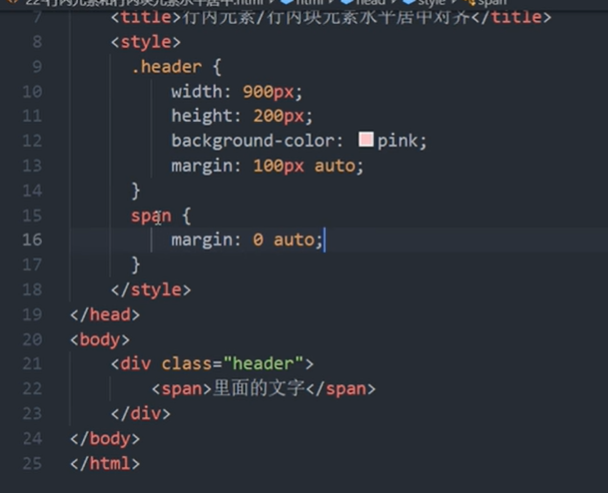 22-行内元素和行内块元素水平居中.html > html > head > style > span
7 <title>行内元素/行内块元素水平居中对齐</title>
8 <style>
9 .header {
10 width: 900px;
11 height: 200px;
12 background-color: pink;
13 margin: 100px auto;
14 }
15 span {
16 margin: 0 auto;
17 }
18 </style>
19 </head>
20 <body>
21 <div class="header">
22 <span>里面的文字</span>
23 </div>
24 </body>
25 </html>